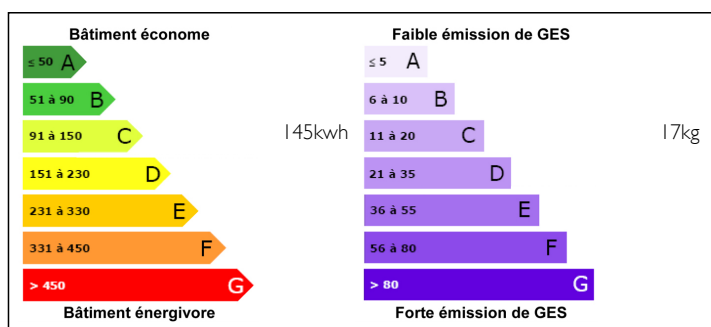 Bâtiment économe
≤ 50 A
51 à 90 B
91 à 150 C
145kwh
151 à 230 D
231 à 330 E
331 à 450 F
> 450 G
Bâtiment énergivore
Faible émission de GES
≤ 5 A
6 à 10 B
11 à 20 C
17kg
21 à 35 D
36 à 55 E
56 à 80 F
> 80 G
Forte émission de GES